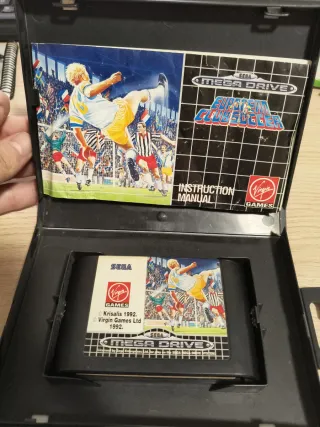 SEGA
MEGA DRIVE
EUROPEAN
CLUB SOCCER
INSTRUCTION
MANUAL
Virgin
GAMES
SEGA
Virgin
GAMES
© Krisalis 1992.
© Virgin Games Ltd.
1992.
MEGA DRIVE